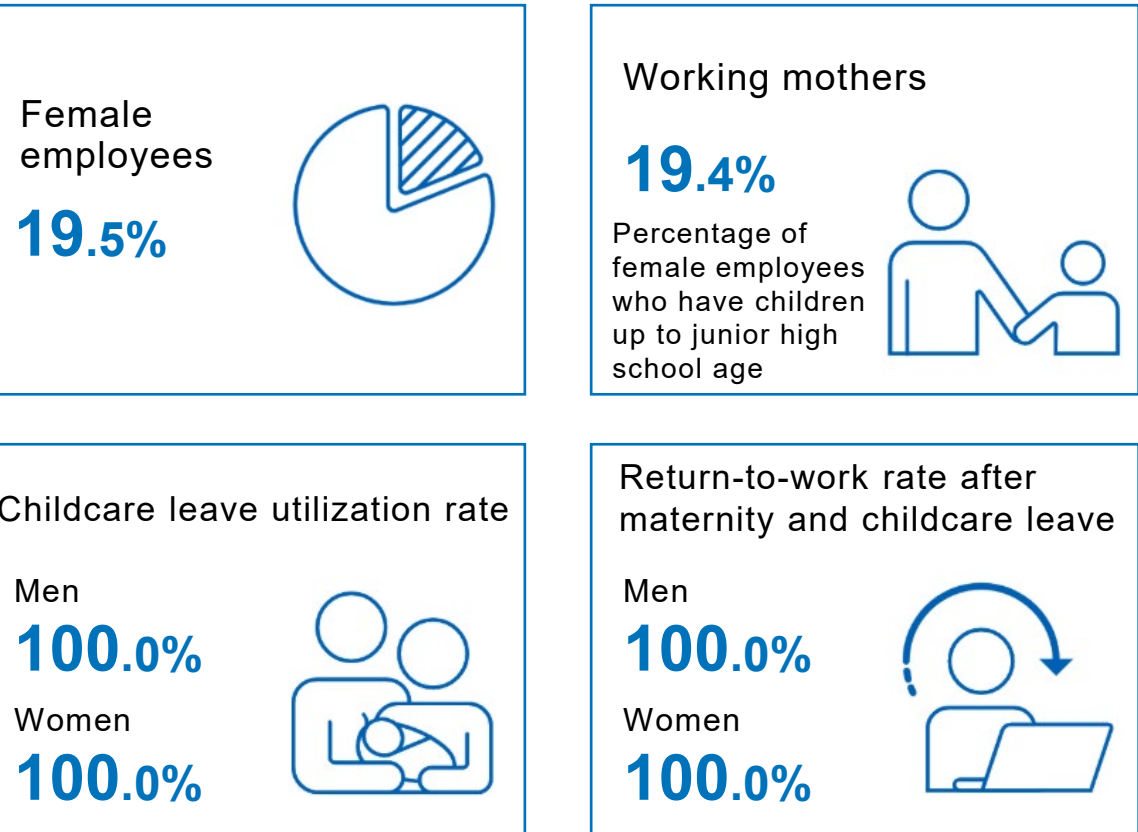 Female
employees
19.5%
Working mothers
19.4%
Percentage of
female employees
who have children
up to junior high
school age
Childcare leave utilization rate
Men
100.0%
Women
100.0%
Return-to-work rate after
maternity and childcare leave
Men
100.0%
Women
100.0%